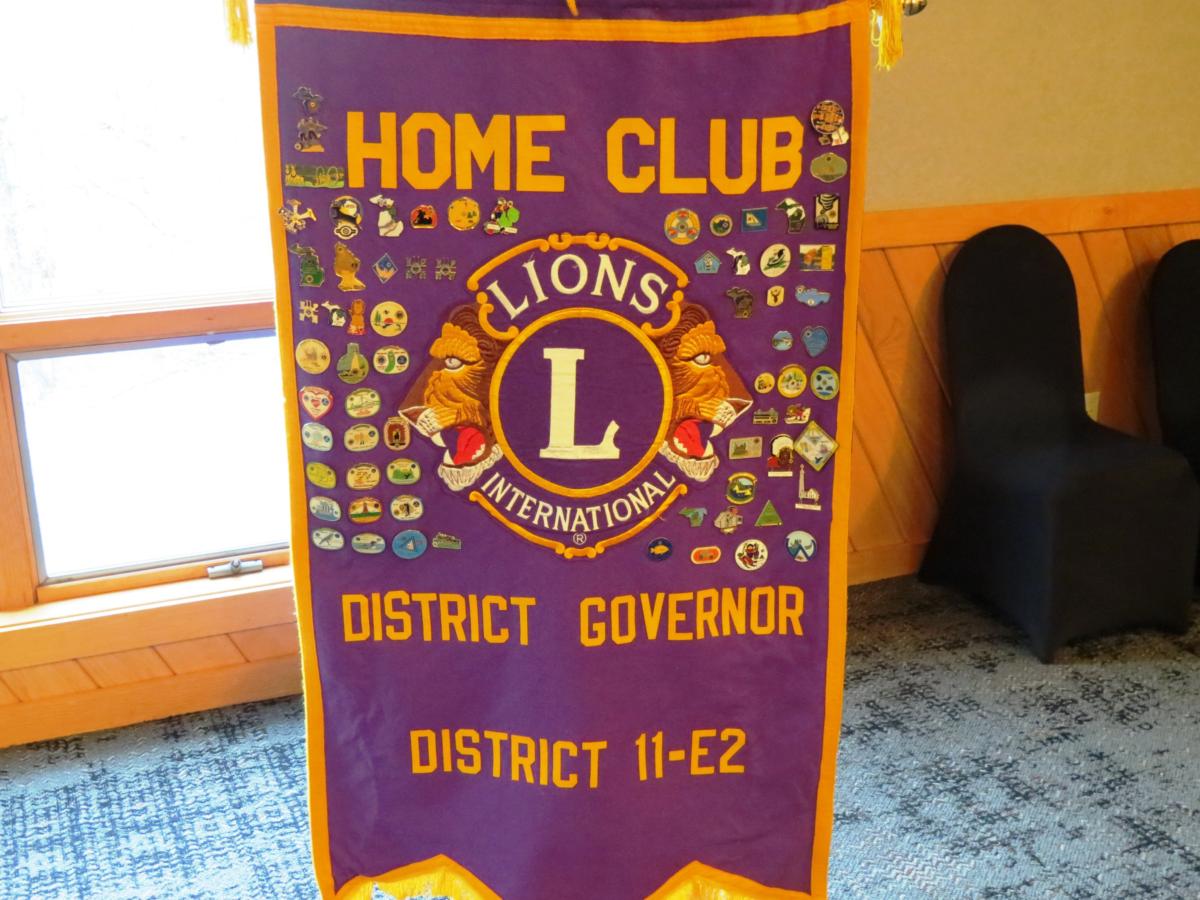 HOME CLUB
LIONS
L
INTERNATIONAL
®
DISTRICT GOVERNOR
DISTRICT 11-E2